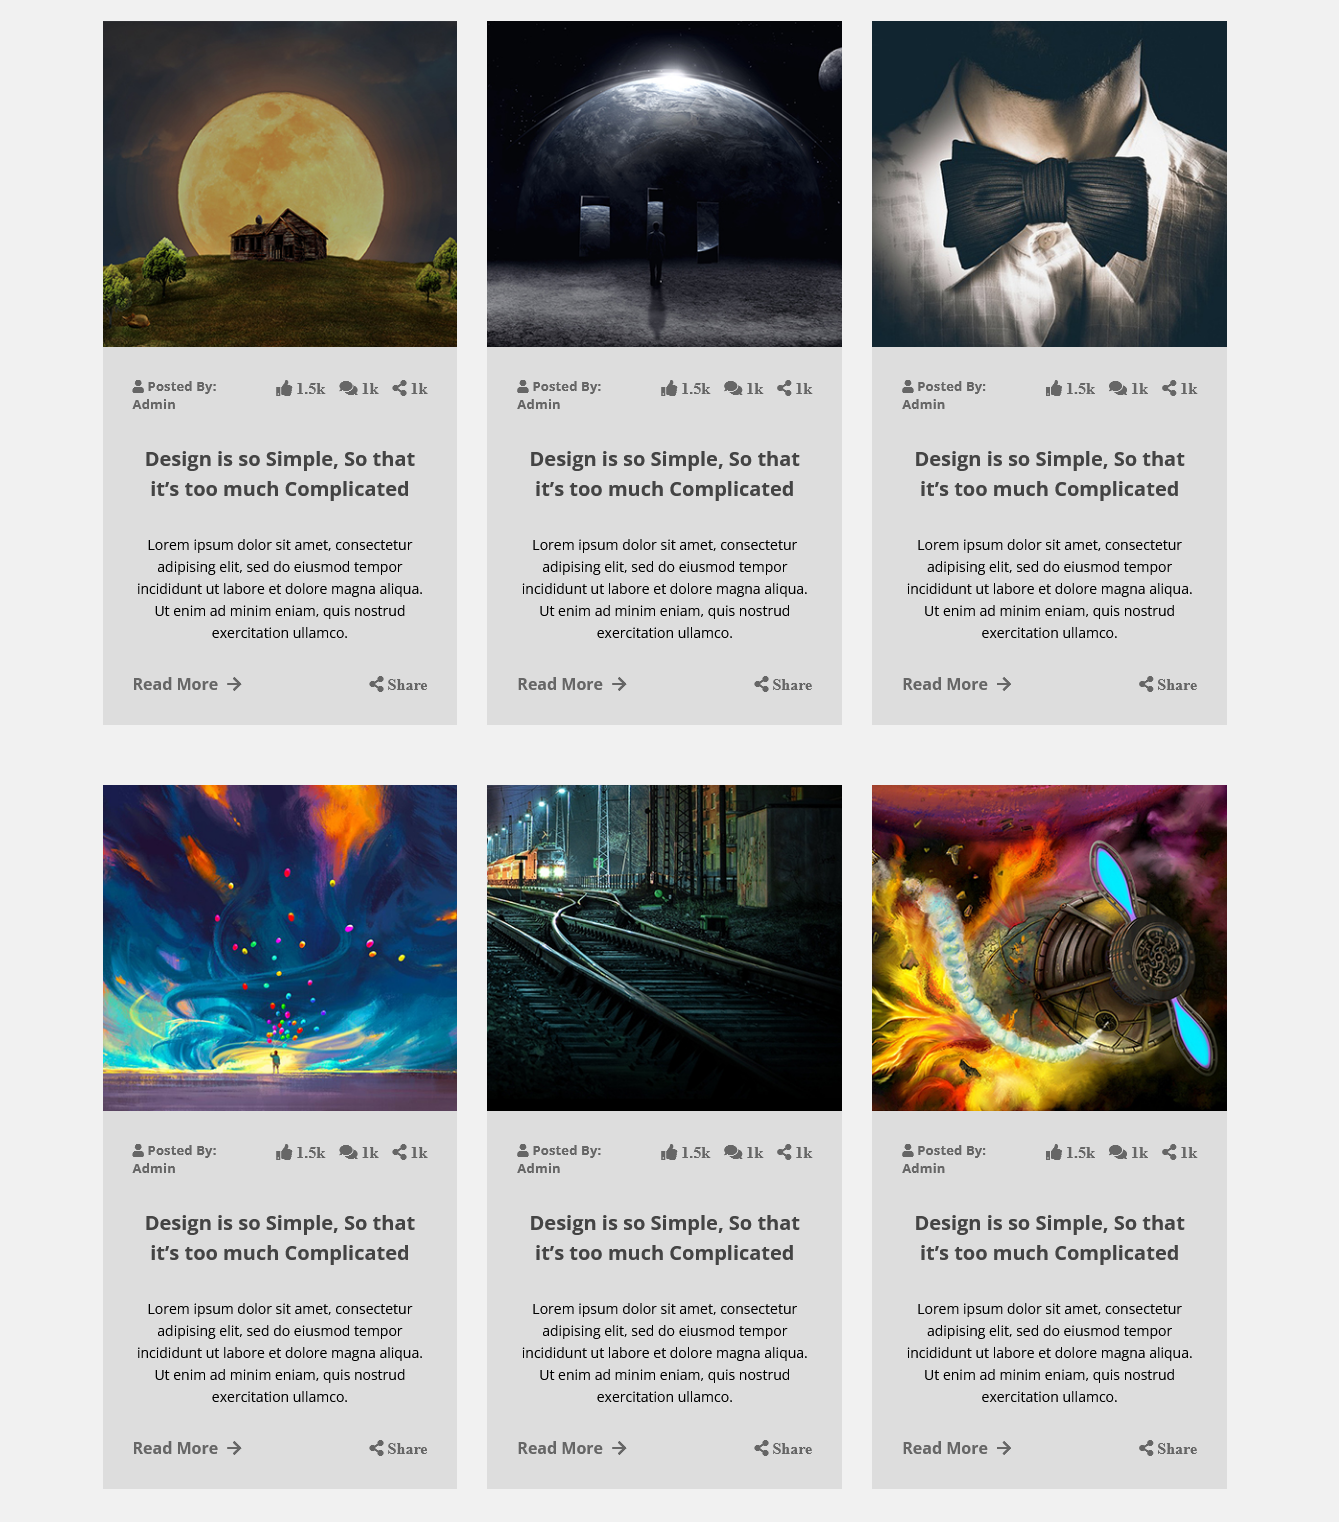 Posted By: Admin 1.5k 1k 1k
Design is so Simple, So that
it’s too much Complicated
Lorem ipsum dolor sit amet, consectetur
adipising elit, sed do eiusmod tempor
incididunt ut labore et dolore magna aliqua.
Ut enim ad minim eniam, quis nostrud
exercitation ullamco.
Read More Share
Posted By: Admin 1.5k 1k 1k
Design is so Simple, So that
it’s too much Complicated
Lorem ipsum dolor sit amet, consectetur
adipising elit, sed do eiusmod tempor
incididunt ut labore et dolore magna aliqua.
Ut enim ad minim eniam, quis nostrud
exercitation ullamco.
Read More Share
Posted By: Admin 1.5k 1k 1k
Design is so Simple, So that
it’s too much Complicated
Lorem ipsum dolor sit amet, consectetur
adipising elit, sed do eiusmod tempor
incididunt ut labore et dolore magna aliqua.
Ut enim ad minim eniam, quis nostrud
exercitation ullamco.
Read More Share
Posted By: Admin 1.5k 1k 1k
Design is so Simple, So that
it’s too much Complicated
Lorem ipsum dolor sit amet, consectetur
adipising elit, sed do eiusmod tempor
incididunt ut labore et dolore magna aliqua.
Ut enim ad minim eniam, quis nostrud
exercitation ullamco.
Read More Share
Posted By: Admin 1.5k 1k 1k
Design is so Simple, So that
it’s too much Complicated
Lorem ipsum dolor sit amet, consectetur
adipising elit, sed do eiusmod tempor
incididunt ut labore et dolore magna aliqua.
Ut enim ad minim eniam, quis nostrud
exercitation ullamco.
Read More Share
Posted By: Admin 1.5k 1k 1k
Design is so Simple, So that
it’s too much Complicated
Lorem ipsum dolor sit amet, consectetur
adipising elit, sed do eiusmod tempor
incididunt ut labore et dolore magna aliqua.
Ut enim ad minim eniam, quis nostrud
exercitation ullamco.
Read More Share